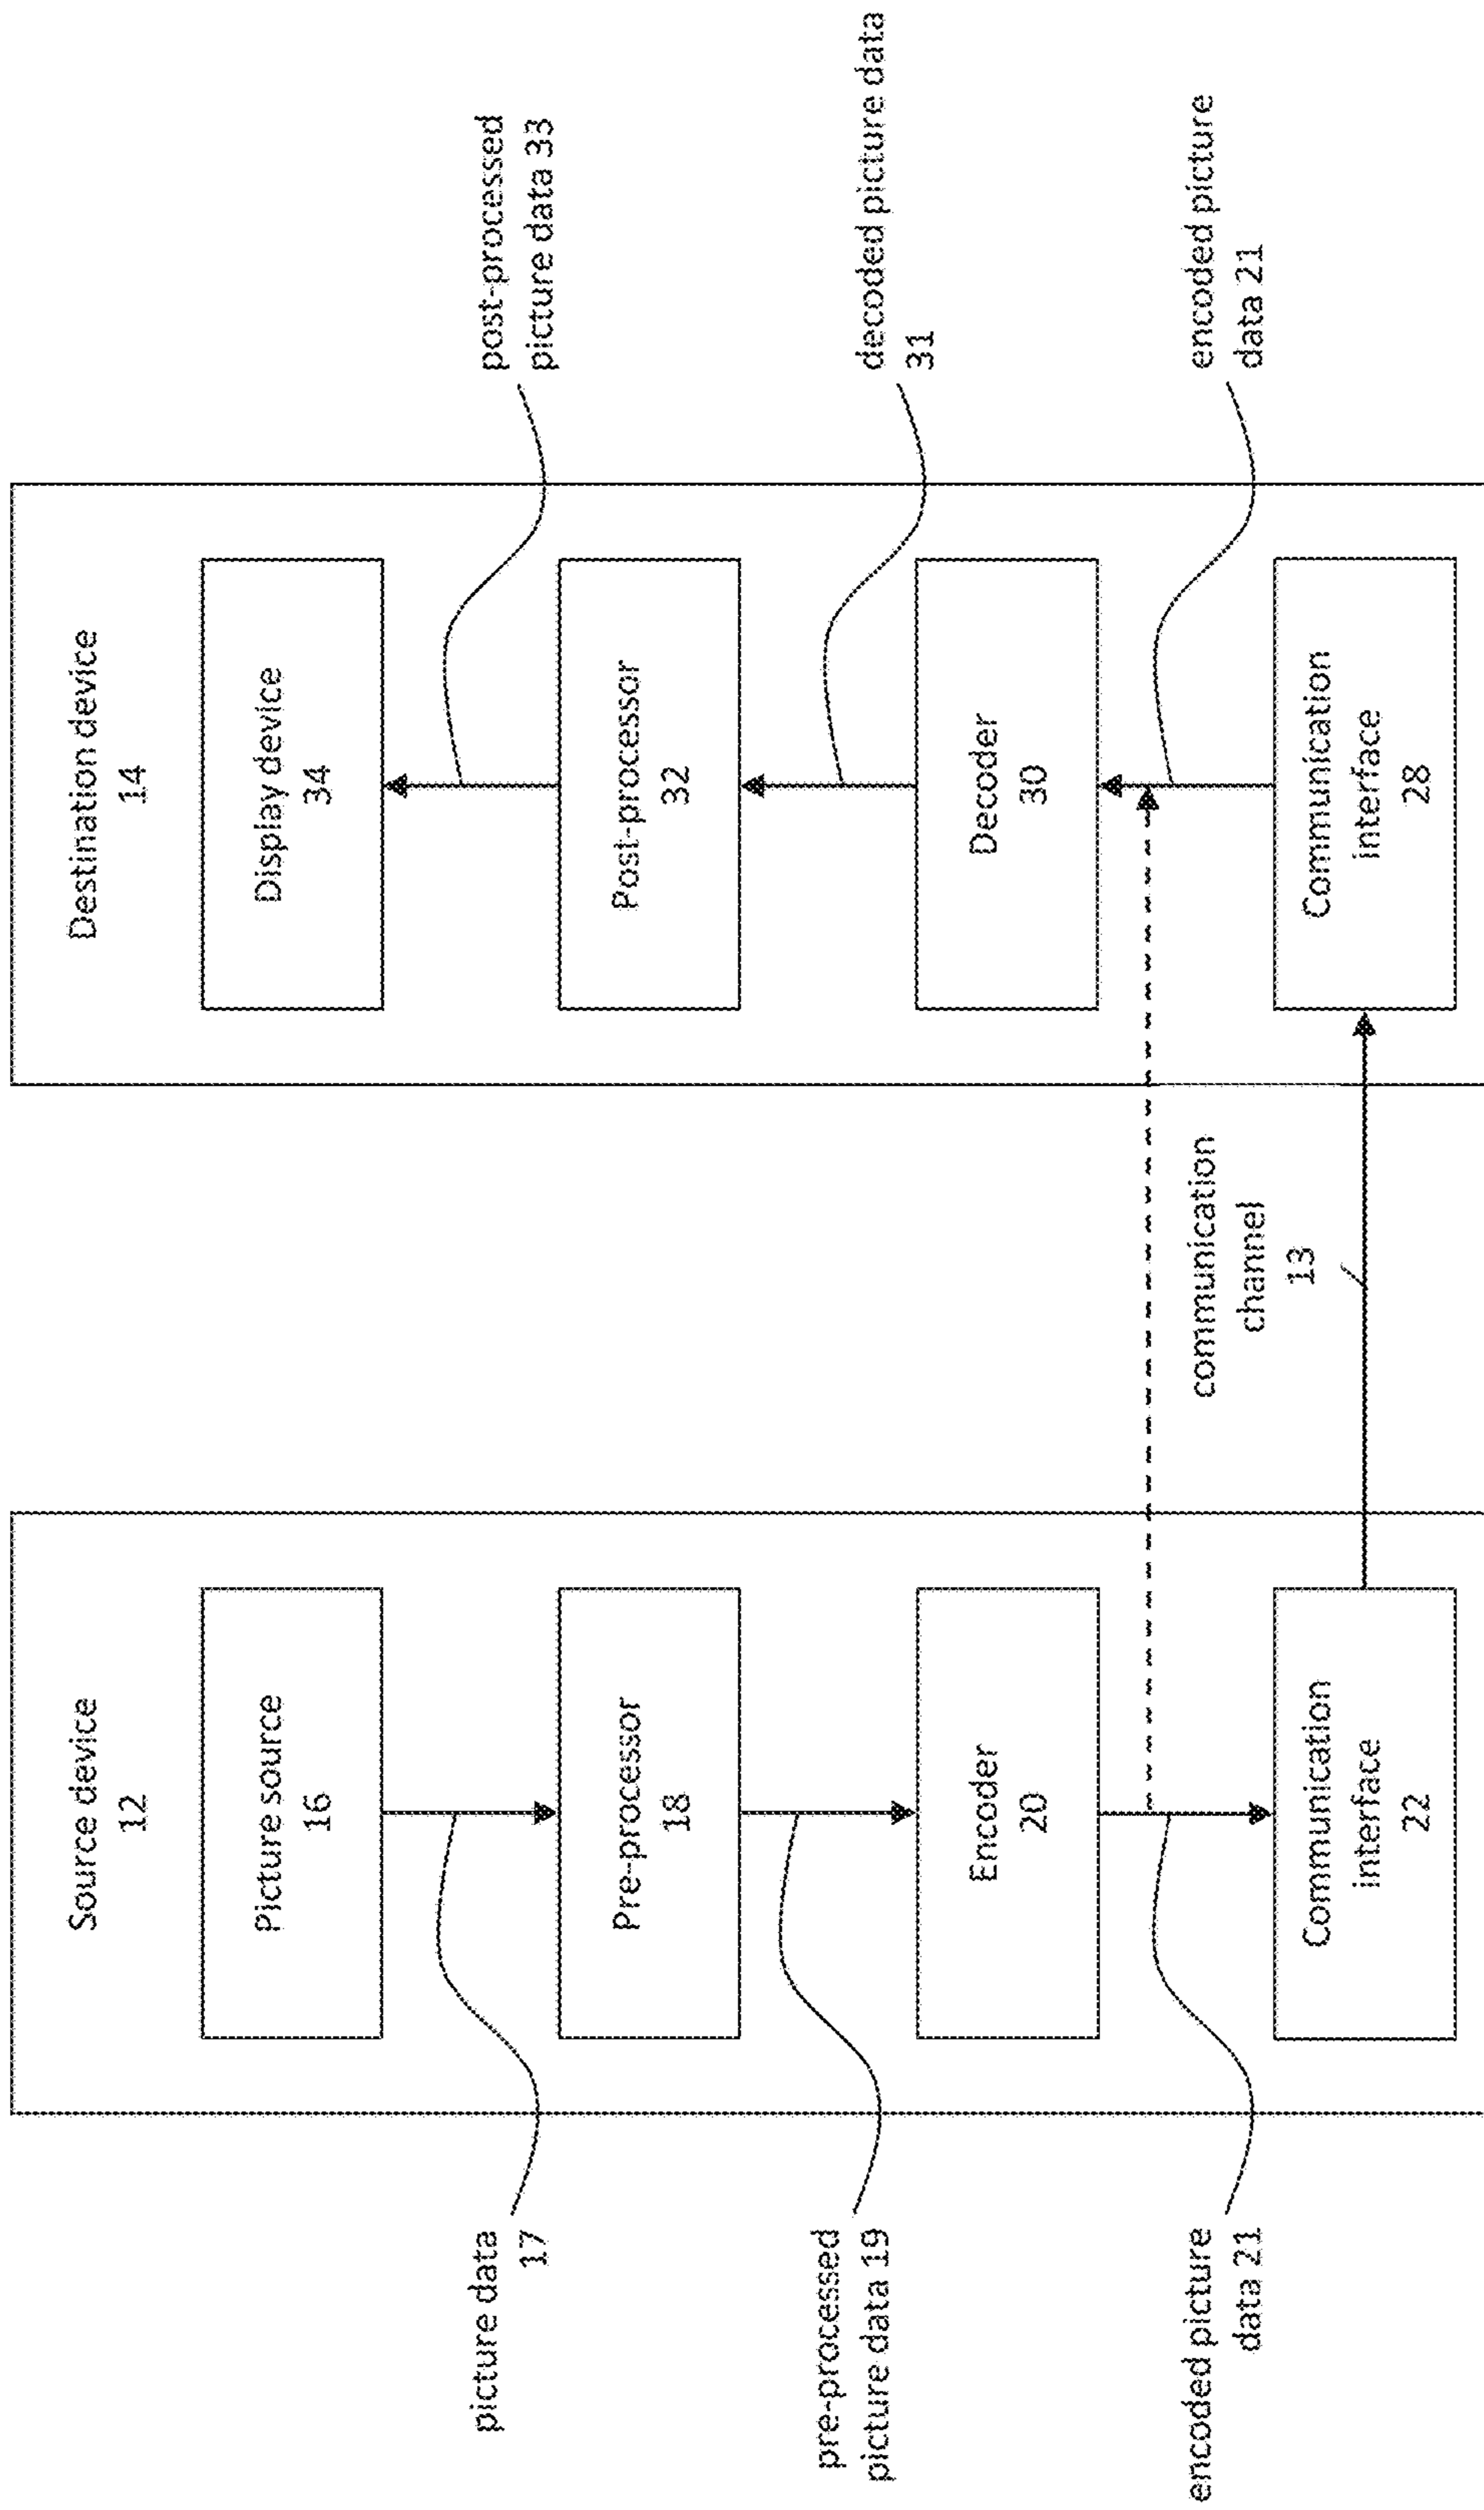 Source device
12
Picture source
16
picture data
17
Pre-processor
18
pre-processed
picture data 19
Encoder
20
encoded picture
data 21
Communication
interface
22
communication
channel
13
Destination device
14
Display device
34
post-processed
picture data 33
Post-processor
32
decoded picture data
31
Decoder
30
encoded picture
data 21
Communication
interface
28